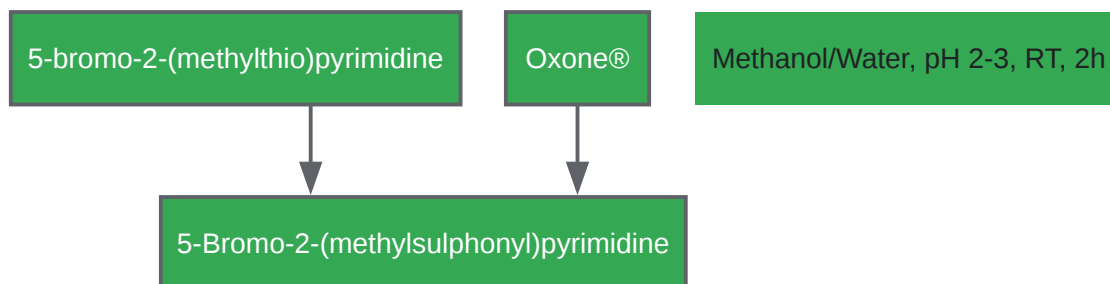 5-bromo-2-(methylthio)pyrimidine
Oxone®
Methanol/Water, pH 2-3, RT, 2h
5-Bromo-2-(methylsulphonyl)pyrimidine